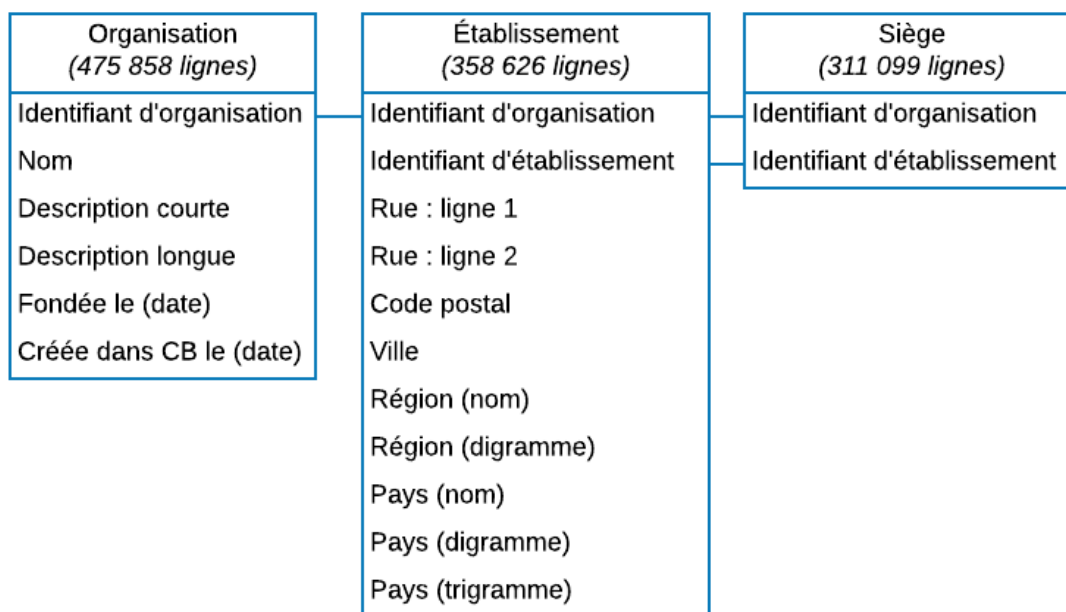 Organisation
(475 858 lignes)
Identifiant d'organisation
Nom
Description courte
Description longue
Fondée le (date)
Créée dans CB le (date)
Établissement
(358 626 lignes)
Identifiant d'organisation
Identifiant d'établissement
Rue : ligne 1
Rue : ligne 2
Code postal
Ville
Région (nom)
Région (digramme)
Pays (nom)
Pays (digramme)
Pays (trigramme)
Siège
(311 099 lignes)
Identifiant d'organisation
Identifiant d'établissement